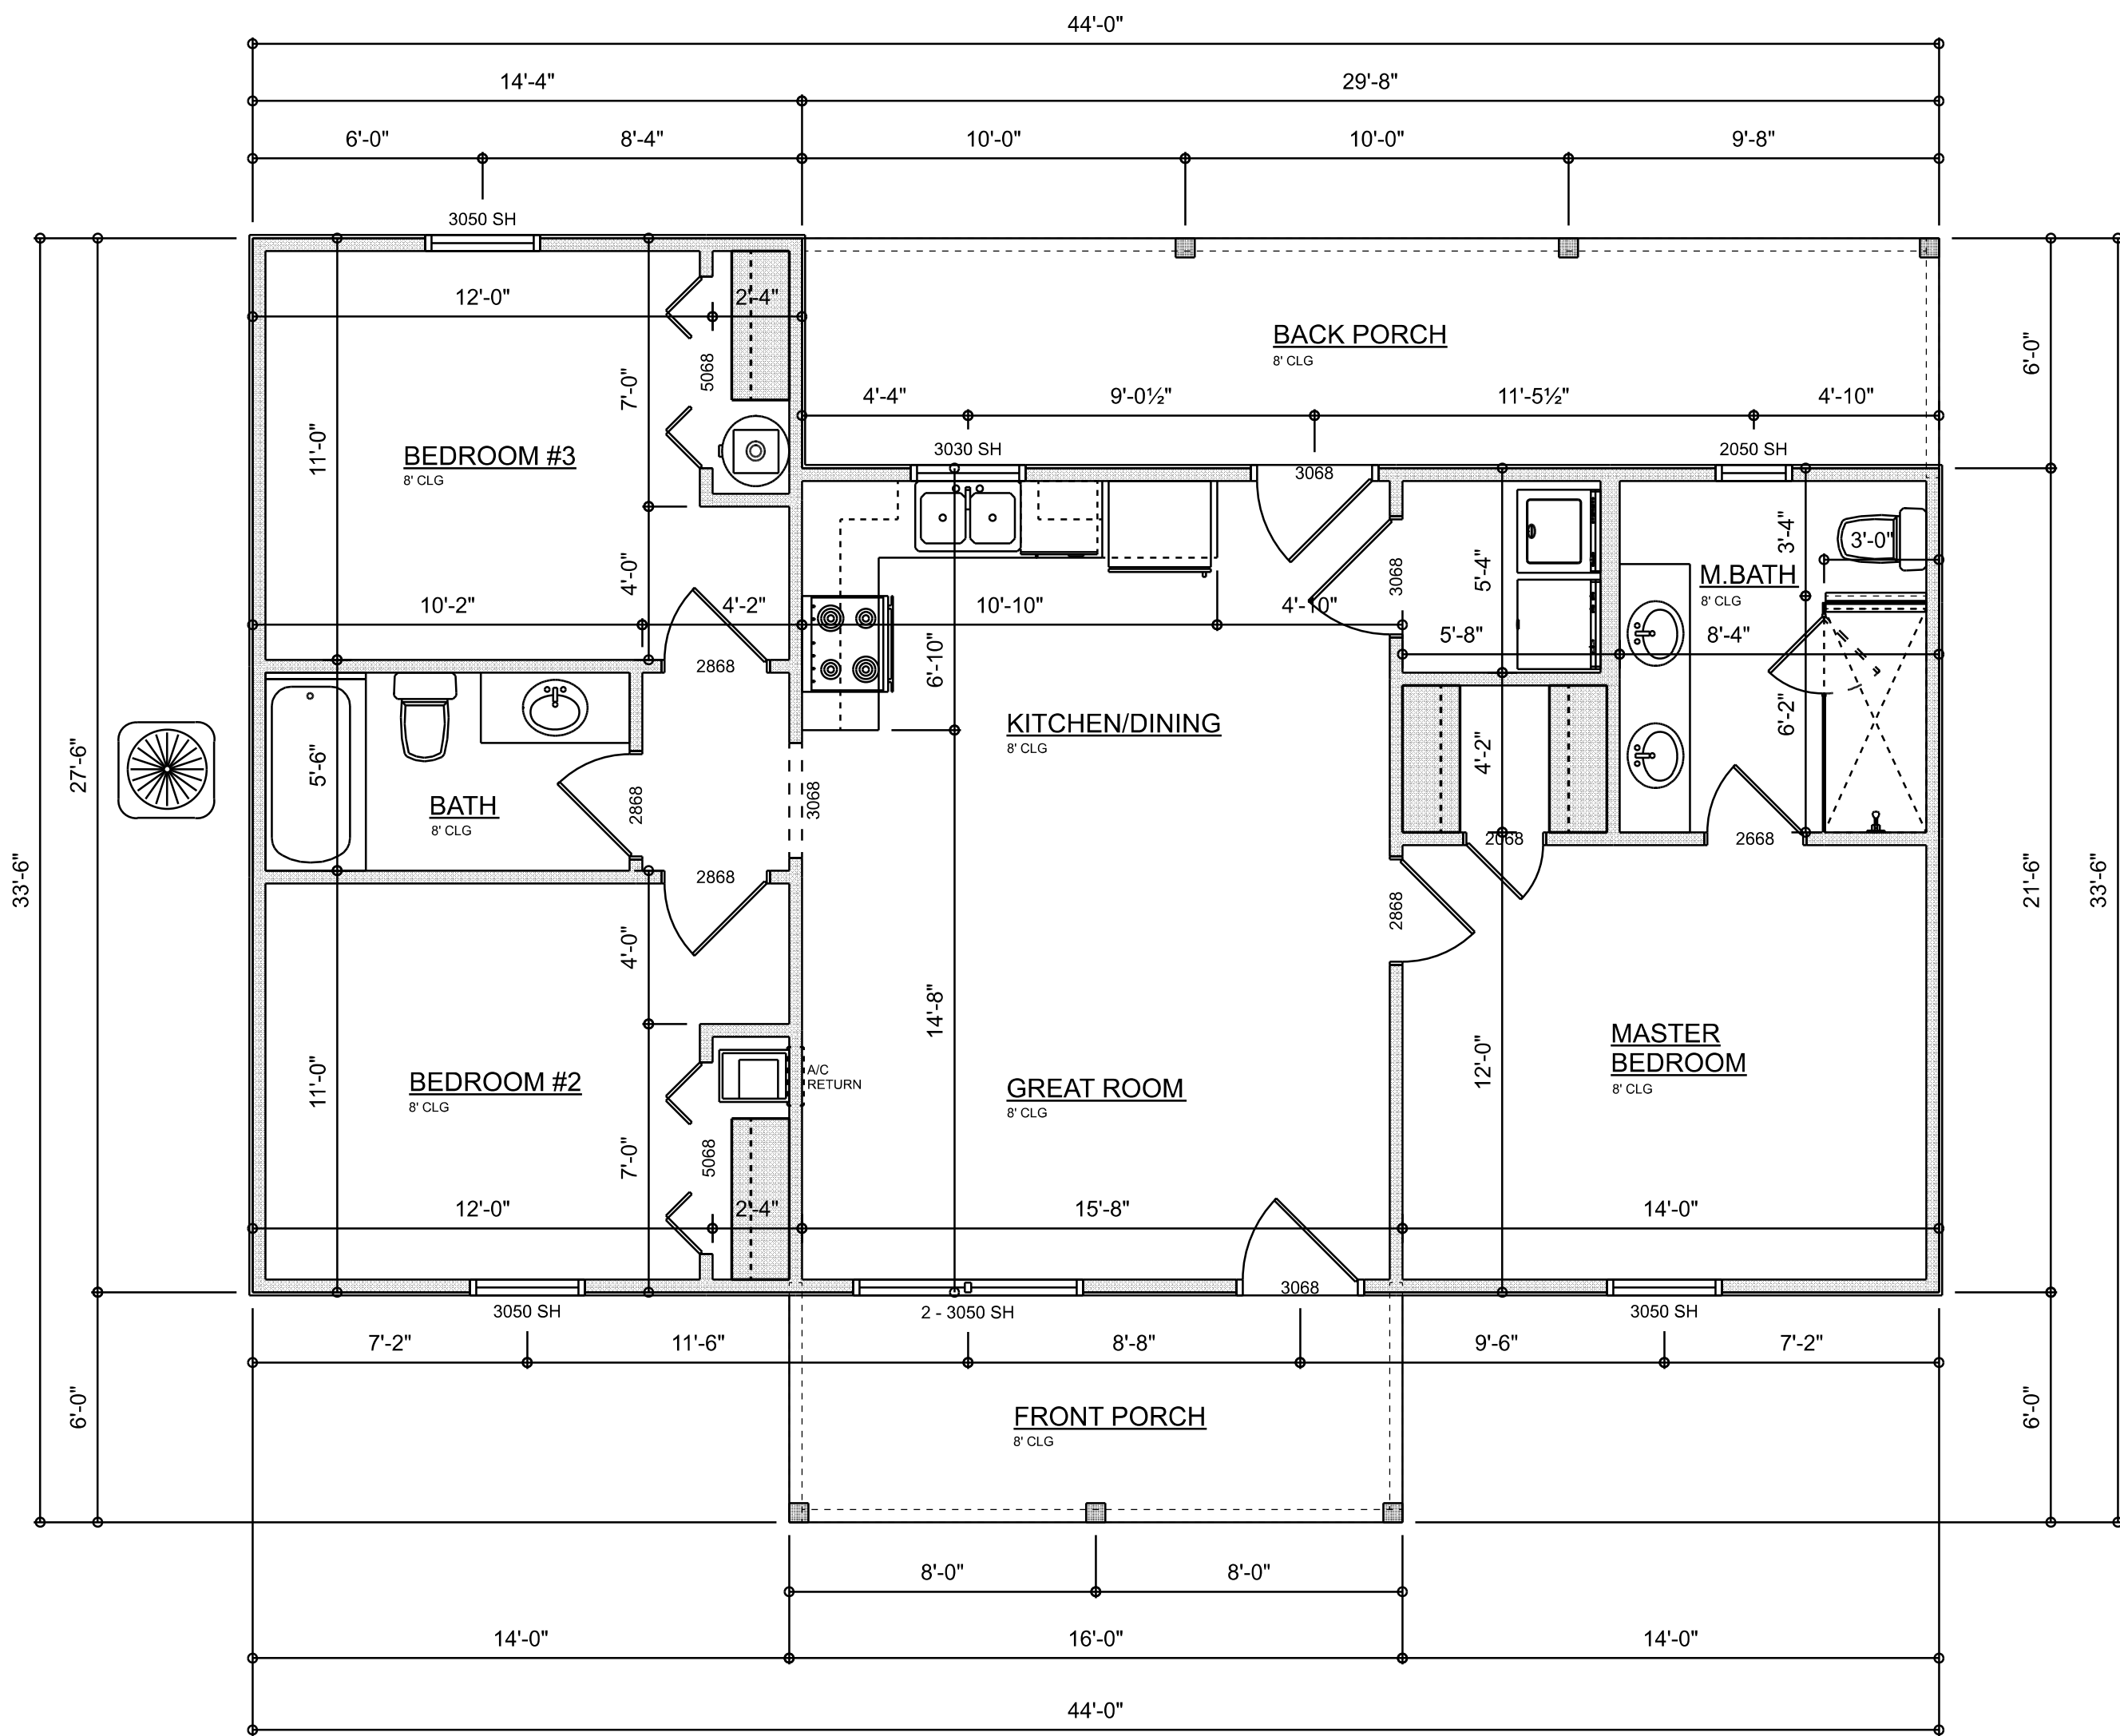 44'-0"
14'-4" 29'-8"
6'-0" 8'-4" 10'-0" 10'-0" 9'-8"
3050 SH
12'-0" 2'-4"
BACK PORCH
8' CLG
6'-0"
5068
7'-0"
4'-4" 9'-0½" 11'-5½" 4'-10"
11'-0"
BEDROOM #3
8' CLG
3030 SH
3068
2050 SH
3'-4"
3'-0"
4'-0"
3068
5'-4"
M.BATH
8' CLG
10'-2" 4'-2" 10'-10" 4'-10"
5'-8" 8'-4"
2868
6'-10"
6'-2"
KITCHEN/DINING
8' CLG
27'-6"
5'-6"
4'-2"
BATH
8' CLG
2868
3068
2068
2668
33'-6"
2868
2868
21'-6"
33'-6"
4'-0"
14'-8"
12'-0"
MASTER
BEDROOM
8' CLG
11'-0"
BEDROOM #2
8' CLG
A/C
RETURN
GREAT ROOM
8' CLG
7'-0"
5068
12'-0" 2'-4" 15'-8" 14'-0"
3068
3050 SH
2 - 3050 SH
3050 SH
7'-2" 11'-6" 8'-8" 9'-6" 7'-2"
6'-0"
6'-0"
FRONT PORCH
8' CLG
8'-0" 8'-0"
14'-0" 16'-0" 14'-0"
44'-0"